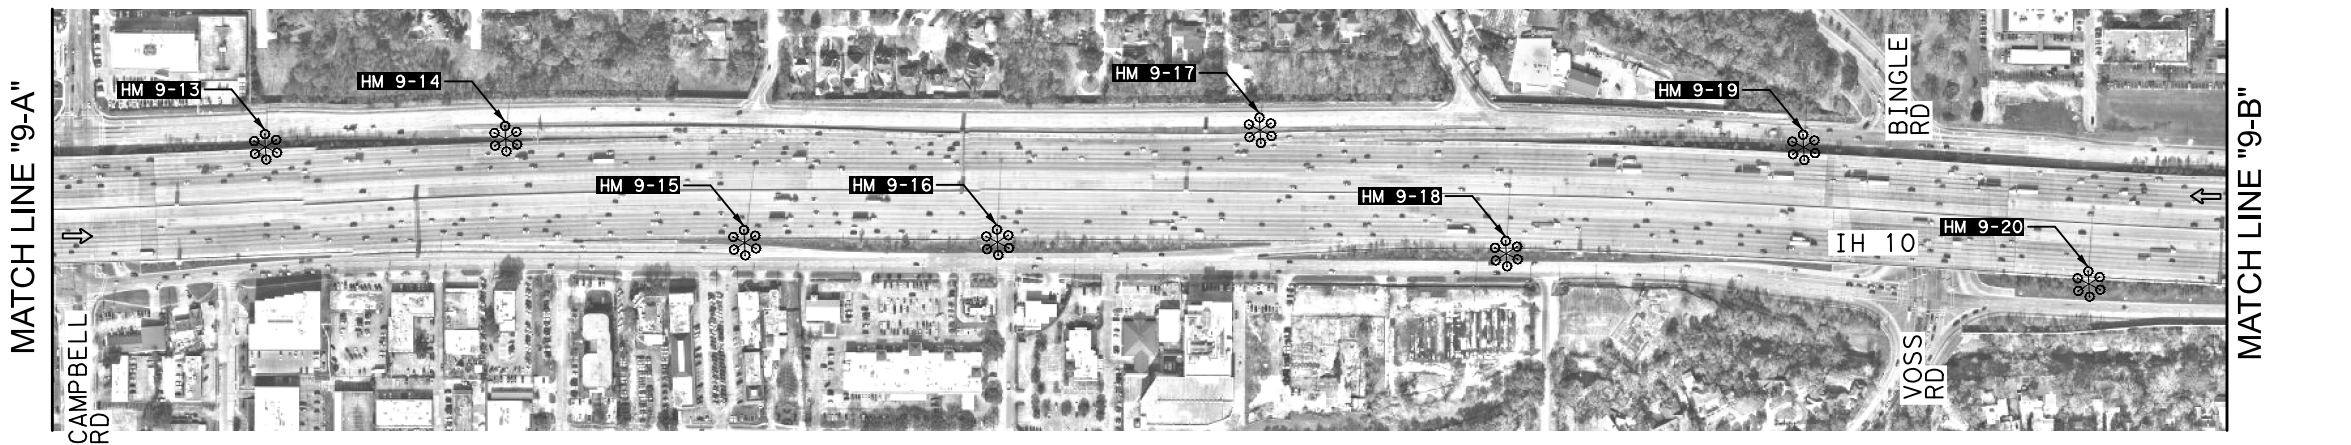 MATCH LINE "9-A"
HM 9-13
HM 9-14
HM 9-15
HM 9-16
HM 9-17
HM 9-18
HM 9-19
HM 9-20
BINGLE
RD
IH 10
CAMPBELL
RD
VOSS
RD
MATCH LINE "9-B"